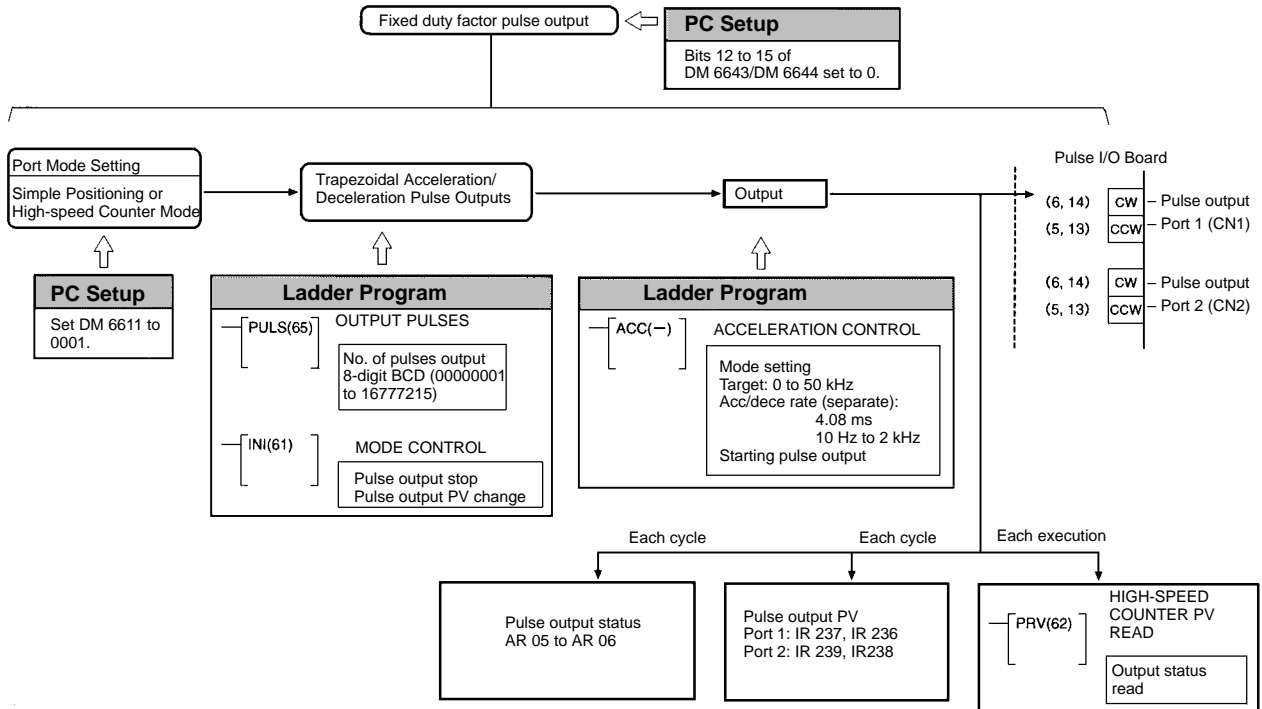 Fixed duty factor pulse output
PC Setup
Bits 12 to 15 of
DM 6643/DM 6644 set to 0.
Port Mode Setting
Simple Positioning or
High-speed Counter Mode
Trapezoidal Acceleration/
Deceleration Pulse Outputs
Output
Pulse I/O Board
(6, 14) CW – Pulse output
(5, 13) CCW – Port 1 (CN1)
(6, 14) CW – Pulse output
(5, 13) CCW – Port 2 (CN2)
PC Setup
Set DM 6611 to
0001.
Ladder Program
PULS(65) OUTPUT PULSES
No. of pulses output
8-digit BCD (00000001
to 16777215)
INI(61) MODE CONTROL
Pulse output stop
Pulse output PV change
Ladder Program
ACC(—) ACCELERATION CONTROL
Mode setting
Target: 0 to 50 kHz
Acc/dece rate (separate):
4.08 ms
10 Hz to 2 kHz
Starting pulse output
Each cycle
Each cycle
Each execution
Pulse output status
AR 05 to AR 06
Pulse output PV
Port 1: IR 237, IR 236
Port 2: IR 239, IR238
PRV(62)
HIGH-SPEED
COUNTER PV
READ
Output status
read